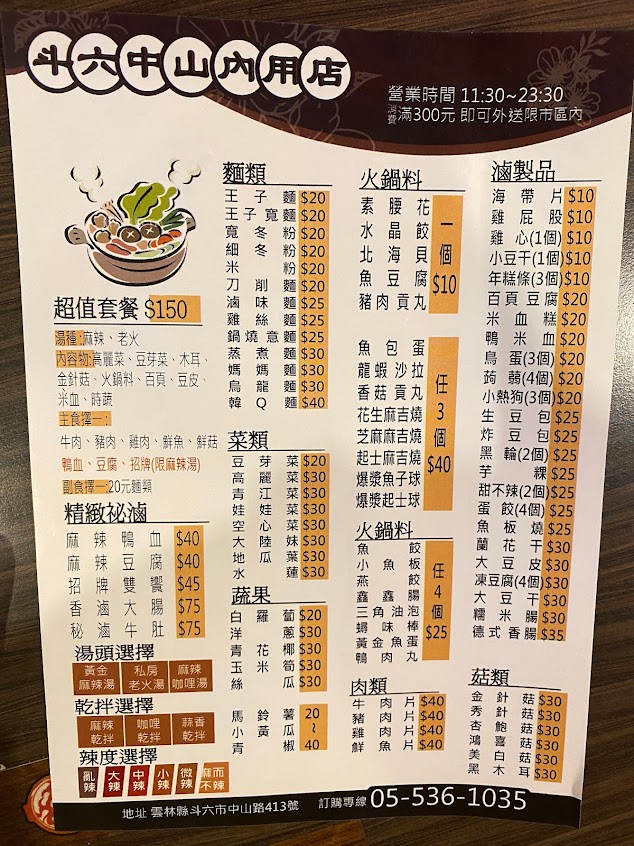 斗六中山內用店
營業時間 11:30~23:30
消費滿300元 即可外送限市區內
超值套餐 $150
湯種:麻辣、老火
內容物:高麗菜、豆芽菜、木耳、
金針菇、火鍋料、百頁、豆皮、
米血、時蔬
主食擇一:
牛肉、豬肉、雞肉、鮮魚、鮮菇
鴨血、豆腐、招牌(限麻辣湯)
副食擇一:20元麵類
精緻祕滷
麻辣鴨血 $40
麻辣豆腐 $40
招牌雙饗 $45
香滷大腸 $75
秘滷牛肚 $75
湯頭選擇
黃金麻辣湯 私房老火湯 麻辣咖哩湯
乾拌選擇
麻辣乾拌 咖哩乾拌 蒜香乾拌
辣度選擇
亂辣 大辣 中辣 小辣 微辣 麻而不辣
麵類
王子麵 $20
王子寬麵 $20
寬冬粉 $20
細冬粉 $20
米粉 $20
刀削麵 $20
滷味麵 $25
雞絲麵 $25
鍋燒意麵 $25
蒸煮麵 $30
媽媽麵 $30
烏龍麵 $30
韓Q麵 $40
菜類
豆芽菜 $20
高麗菜 $30
青江菜 $30
娃娃菜 $30
空心菜 $30
大陸妹 $30
地瓜葉 $30
水蓮 $30
蔬果
白羅蔔 $20
洋蔥 $30
青花椰 $30
玉米筍 $30
絲瓜 $30
馬鈴薯
小黃瓜
青椒
20~40
火鍋料
素腰花
水晶餃
北海貝
魚豆腐
豬肉貢丸
一個$10
魚包蛋
龍蝦沙拉
香菇貢丸
花生麻吉燒
芝麻麻吉燒
起士麻吉燒
爆漿魚子球
爆漿起士球
任3個$40
火鍋料
魚餃
小魚板
燕餃
鑫鑫腸
三角油泡
蟳味棒
黃金魚蛋
鴨肉丸
任4個$25
肉類
牛肉片 $40
豬肉片 $40
雞肉片 $40
鮮魚片 $40
滷製品
海帶片 $10
雞屁股 $10
雞心(1個) $10
小豆干(1個) $10
年糕條(3個) $10
百頁豆腐 $20
米血糕 $20
鴨米血 $20
鳥蛋(3個) $20
蒟蒻(4個) $20
小熱狗(3個) $20
生豆包 $25
炸豆包 $25
黑輪(2個) $25
芋粿 $25
甜不辣(2個) $25
蛋餃(4個) $25
魚板燒 $25
蘭花干 $30
大豆皮 $30
凍豆腐(4個) $30
大豆干 $30
糯米腸 $30
德式香腸 $35
菇類
金針菇 $30
秀珍菇 $30
杏鮑菇 $30
鴻喜菇 $30
美白菇 $30
黑木耳 $30
地址 雲林縣斗六市中山路413號 訂購專線 05-536-1035